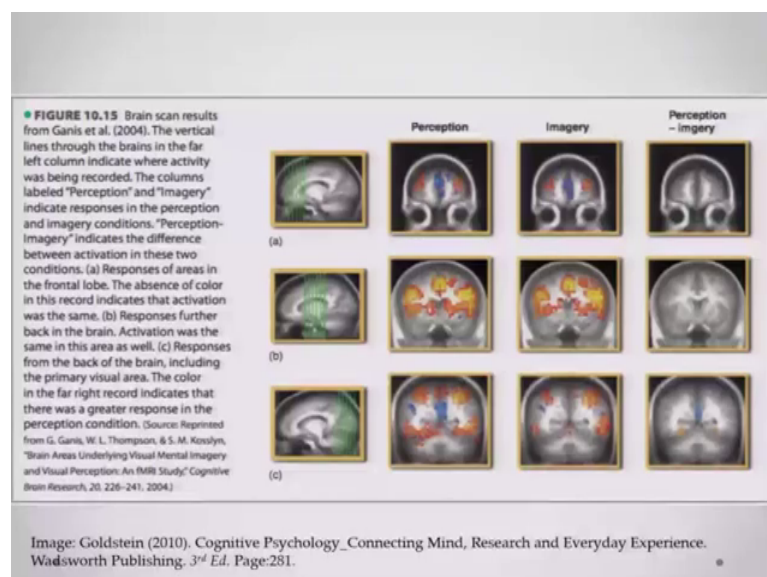 • FIGURE 10.15 Brain scan results
from Ganis et al. (2004). The vertical
lines through the brains in the far
left column indicate where activity
was being recorded. The columns
labeled "Perception" and "Imagery"
indicate responses in the perception
and imagery conditions. "Perception-
Imagery" indicates the difference
between activation in these two
conditions. (a) Responses of areas in
the frontal lobe. The absence of color
in this record indicates that activation
was the same. (b) Responses further
back in the brain. Activation was the
same in this area as well. (c) Responses
from the back of the brain, including
the primary visual area. The color
in the far right record indicates that
there was a greater response in the
perception condition. (Source: Reprinted
from G. Ganis, W. L. Thompson, & S. M. Kosslyn,
"Brain Areas Underlying Visual Mental Imagery
and Visual Perception: An fMRI Study," Cognitive
Brain Research, 20, 226–241, 2004.)
Perception
Imagery
Perception
– imgery
(a)
(b)
(c)
Image: Goldstein (2010). Cognitive Psychology_Connecting Mind, Research and Everyday Experience.
Wadsworth Publishing. 3rd Ed. Page:281.